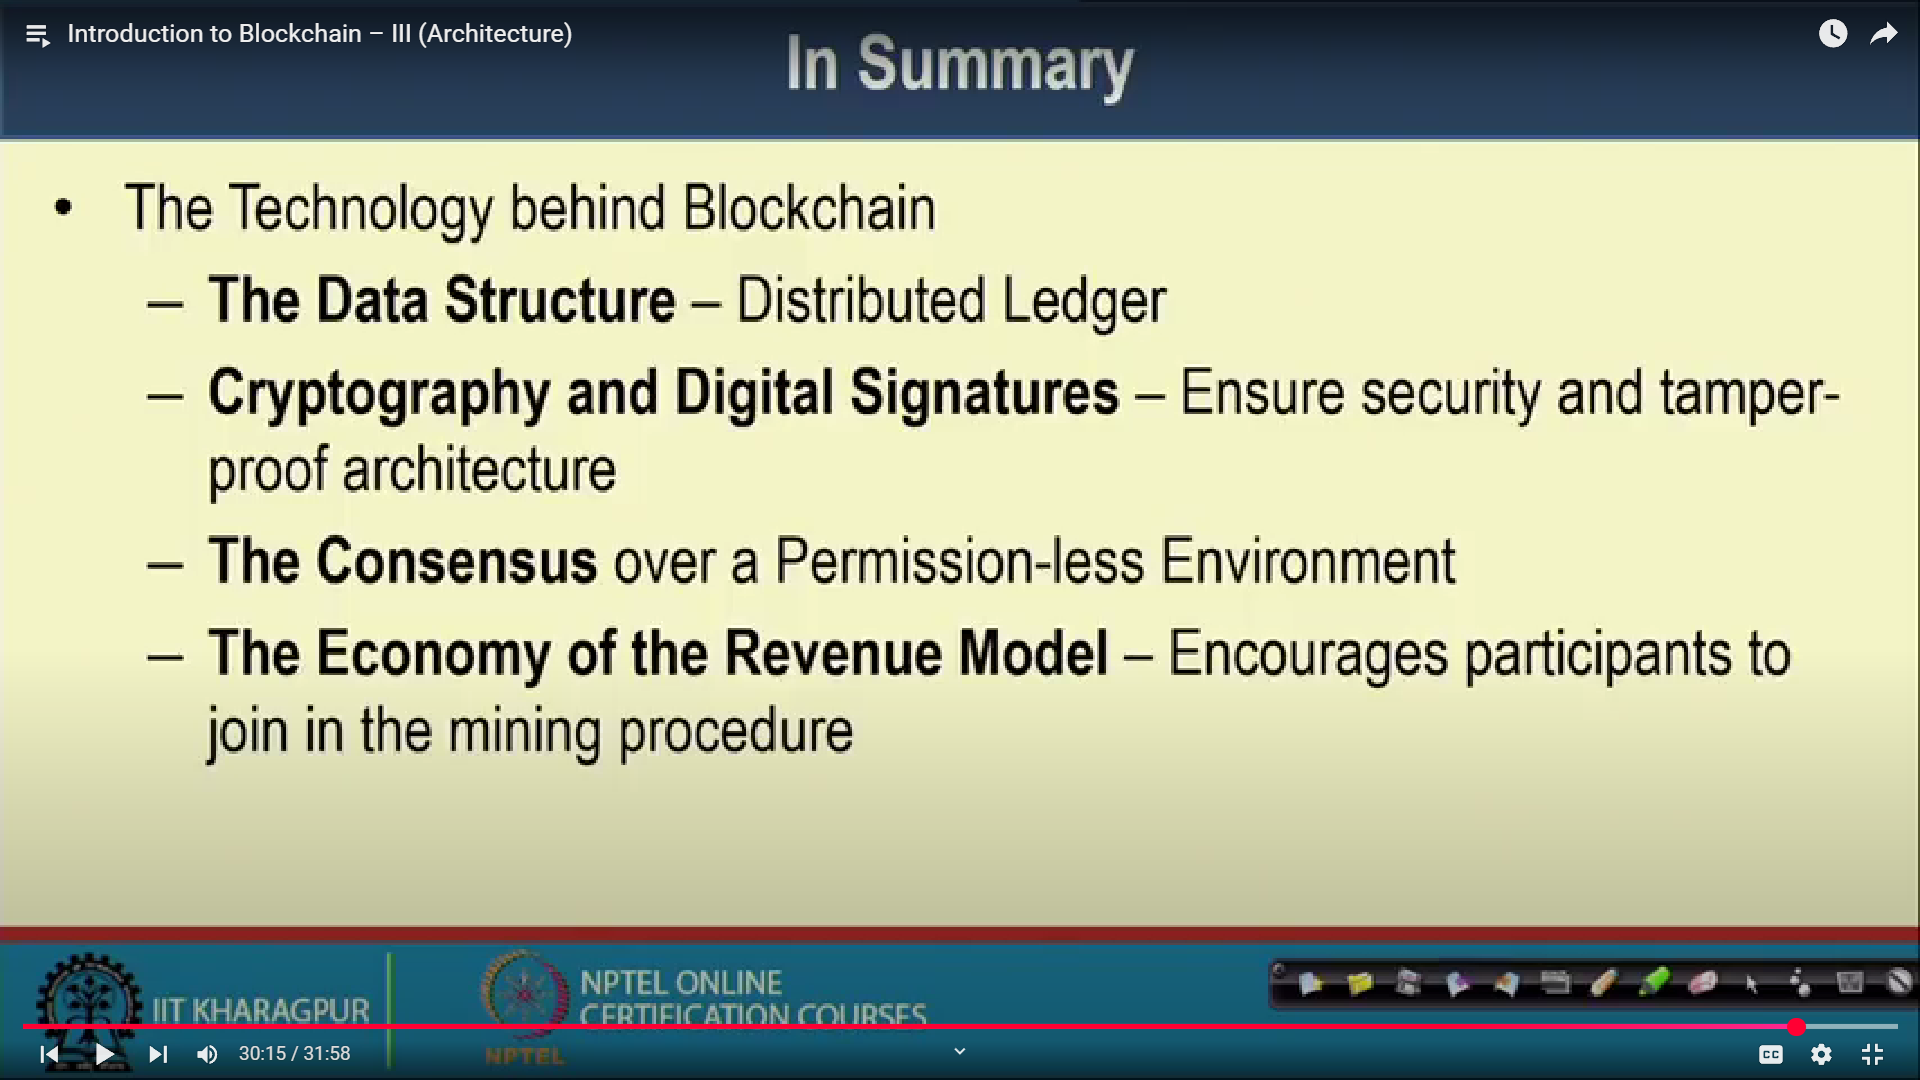 Introduction to Blockchain – III (Architecture)
In Summary
• The Technology behind Blockchain
– The Data Structure – Distributed Ledger
– Cryptography and Digital Signatures – Ensure security and tamper-
proof architecture
– The Consensus over a Permission-less Environment
– The Economy of the Revenue Model – Encourages participants to
join in the mining procedure
IIT KHARAGPUR
NPTEL ONLINE
CERTIFICATION COURSES
NPTEL
30:15 / 31:58
CC